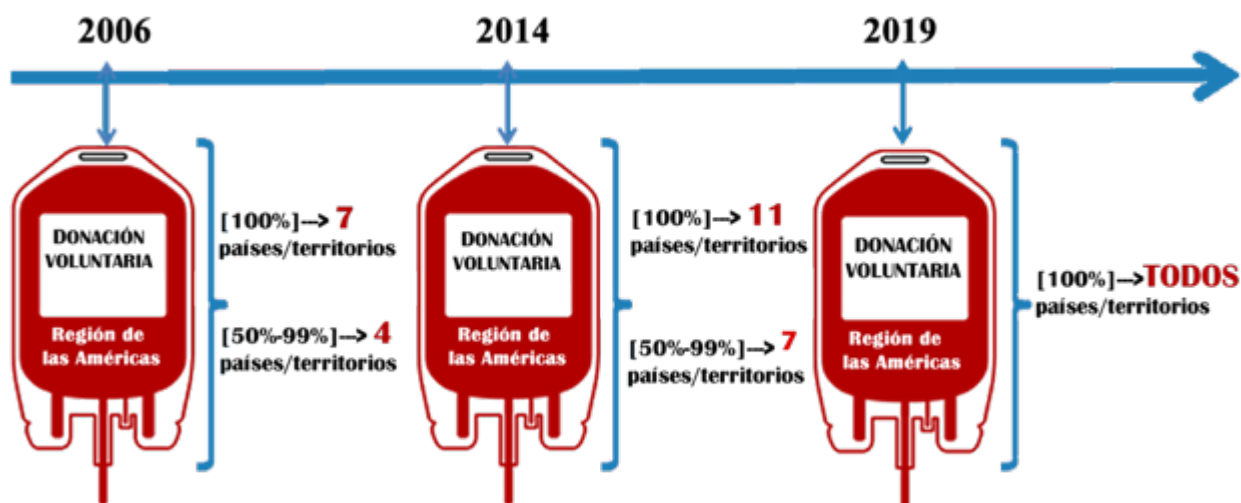 2006
2014
2019
DONACIÓN
VOLUNTARIA
Región de
las Américas
[100%]--> 7
países/territorios
[50%-99%]--> 4
países/territorios
DONACIÓN
VOLUNTARIA
Región de
las Américas
[100%]--> 11
países/territorios
[50%-99%]--> 7
países/territorios
DONACIÓN
VOLUNTARIA
Región de
las Américas
[100%]-->TODOS
países/territorios